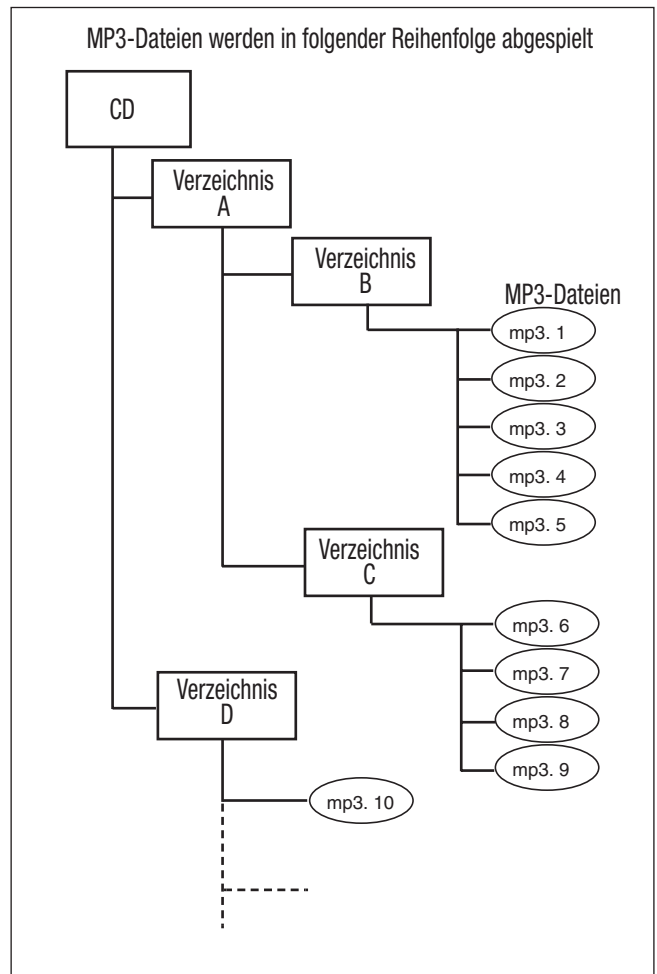 MP3-Dateien werden in folgender Reihenfolge abgespielt
CD
Verzeichnis
A
Verzeichnis
B
MP3-Dateien
mp3. 1
mp3. 2
mp3. 3
mp3. 4
mp3. 5
Verzeichnis
C
mp3. 6
mp3. 7
mp3. 8
mp3. 9
Verzeichnis
D
mp3. 10